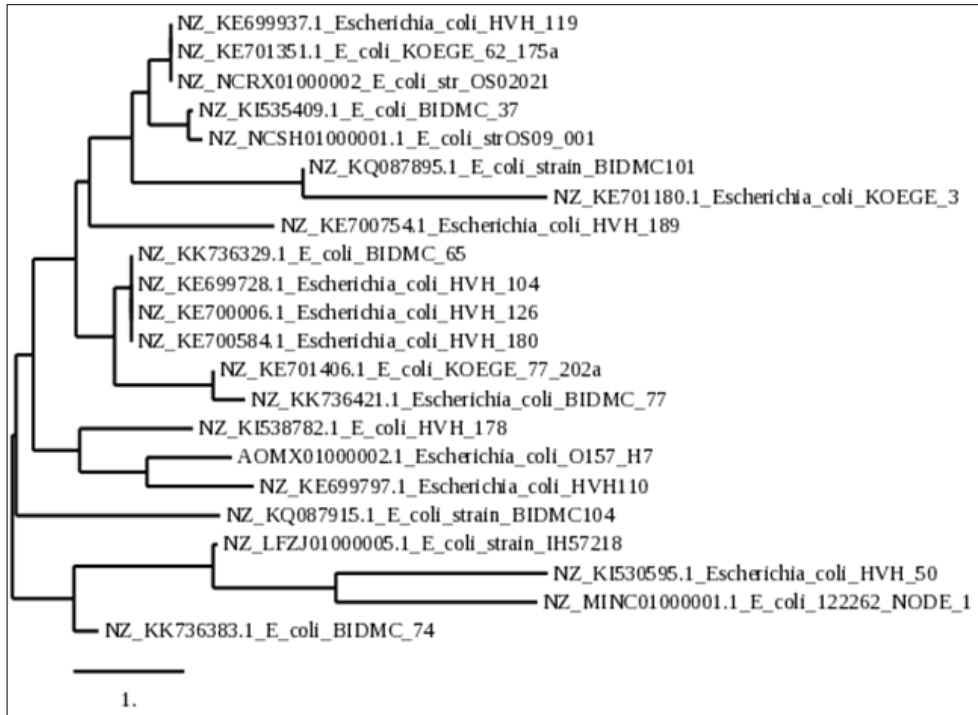 NZ_KE699937.1_Escherichia_coli_HVH_119
NZ_KE701351.1_E_coli_KOEGE_62_175a
NZ_NCRX01000002_E_coli_str_OS02021
NZ_KI535409.1_E_coli_BIDMC_37
NZ_NCSH01000001.1_E_coli_strOS09_001
NZ_KQ087895.1_E_coli_strain_BIDMC101
NZ_KE701180.1_Escherichia_coli_KOEGE_3
NZ_KE700754.1_Escherichia_coli_HVH_189
NZ_KK736329.1_E_coli_BIDMC_65
NZ_KE699728.1_Escherichia_coli_HVH_104
NZ_KE700006.1_Escherichia_coli_HVH_126
NZ_KE700584.1_Escherichia_coli_HVH_180
NZ_KE701406.1_E_coli_KOEGE_77_202a
NZ_KK736421.1_Escherichia_coli_BIDMC_77
NZ_KI538782.1_E_coli_HVH_178
AOMX01000002.1_Escherichia_coli_O157_H7
NZ_KE699797.1_Escherichia_coli_HVH110
NZ_KQ087915.1_E_coli_strain_BIDMC104
NZ_LFZJ01000005.1_E_coli_strain_IH57218
NZ_KI530595.1_Escherichia_coli_HVH_50
NZ_MINC01000001.1_E_coli_122262_NODE_1
NZ_KK736383.1_E_coli_BIDMC_74
1.